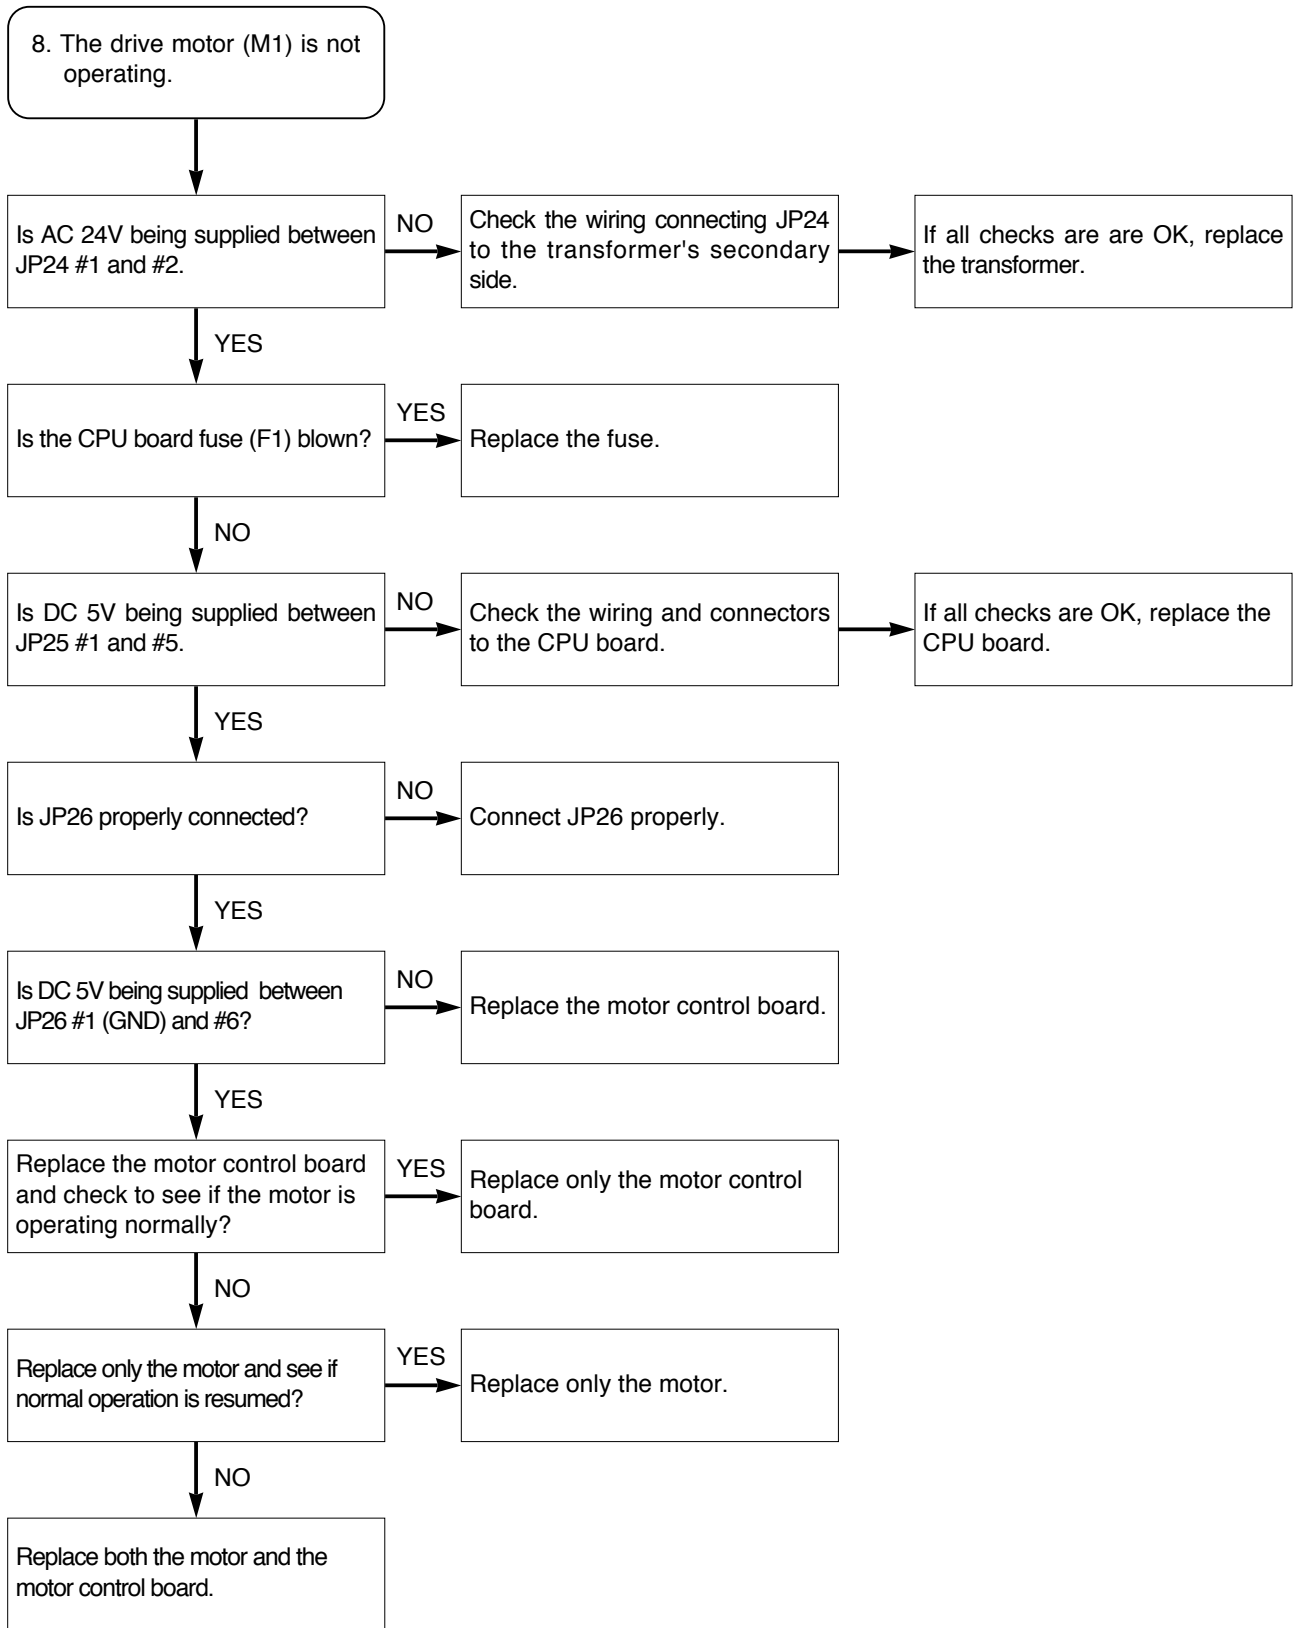 8. The drive motor (M1) is not
operating.
Is AC 24V being supplied between
JP24 #1 and #2.
NO
Check the wiring connecting JP24
to the transformer's secondary
side.
If all checks are are OK, replace
the transformer.
YES
Is the CPU board fuse (F1) blown?
YES
Replace the fuse.
NO
Is DC 5V being supplied between
JP25 #1 and #5.
NO
Check the wiring and connectors
to the CPU board.
If all checks are OK, replace the
CPU board.
YES
Is JP26 properly connected?
NO
Connect JP26 properly.
YES
Is DC 5V being supplied between
JP26 #1 (GND) and #6?
NO
Replace the motor control board.
YES
Replace the motor control board
and check to see if the motor is
operating normally?
YES
Replace only the motor control
board.
NO
Replace only the motor and see if
normal operation is resumed?
YES
Replace only the motor.
NO
Replace both the motor and the
motor control board.